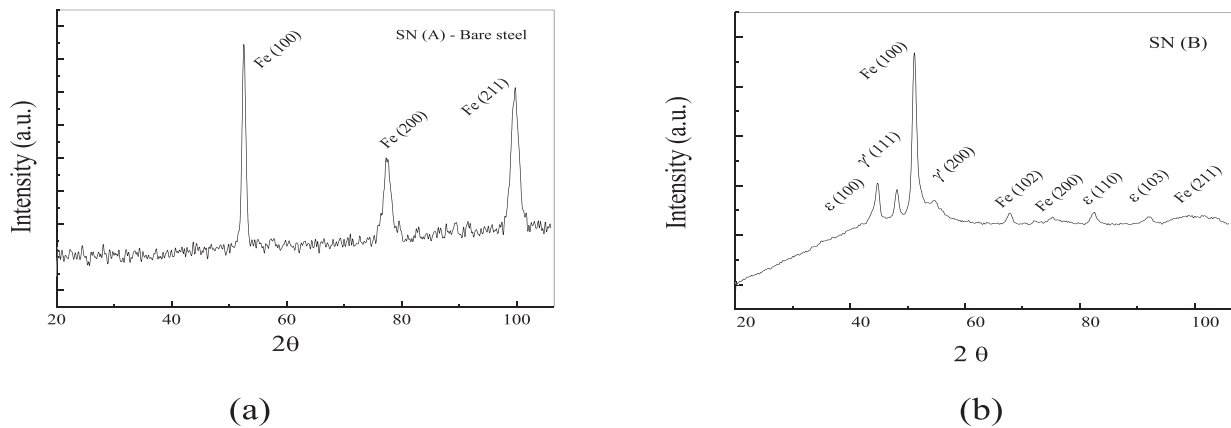 SN (A) - Bare steel
Fe (100)
Fe (200)
Fe (211)
Intensity (a.u.)
20 40 60 80 100
2θ
(a)
SN (B)
ε (100)
γ' (111)
Fe (100)
γ' (200)
Fe (102)
Fe (200)
ε (110)
ε (103)
Fe (211)
Intensity (a.u.)
20 40 60 80 100
2 θ
(b)